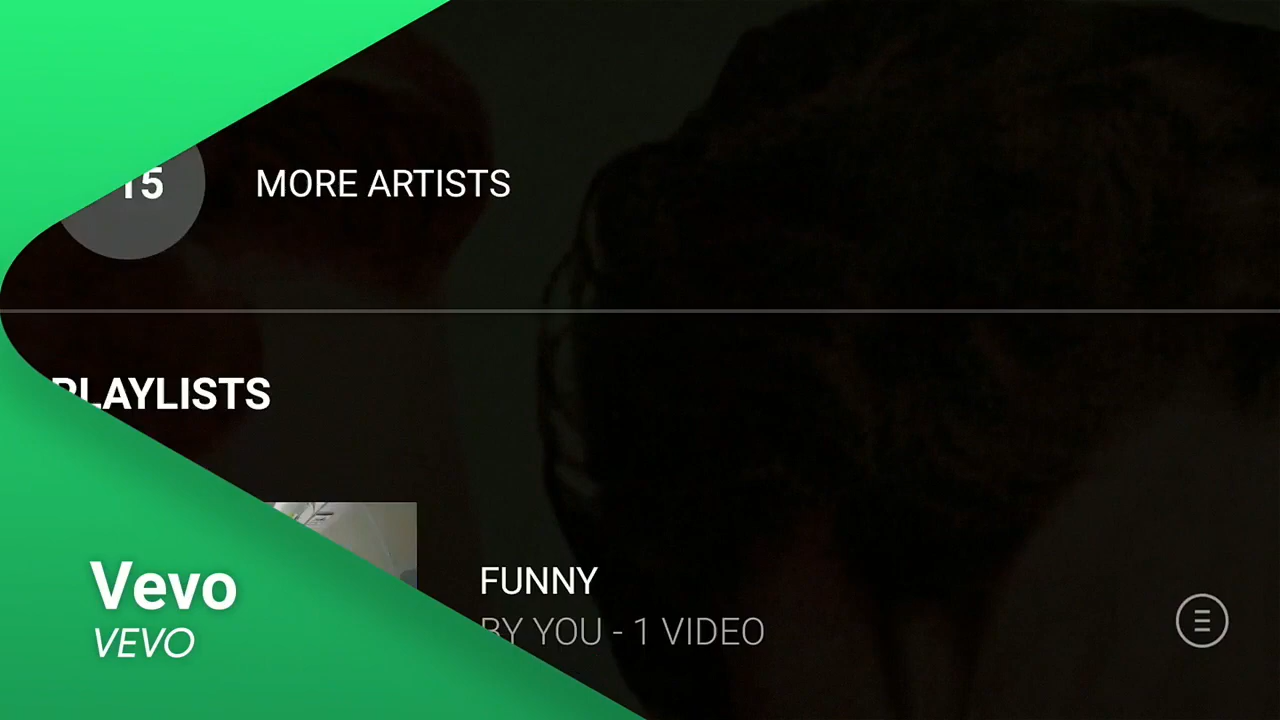 15
MORE ARTISTS
PLAYLISTS
FUNNY
BY YOU - 1 VIDEO
Vevo
VEVO